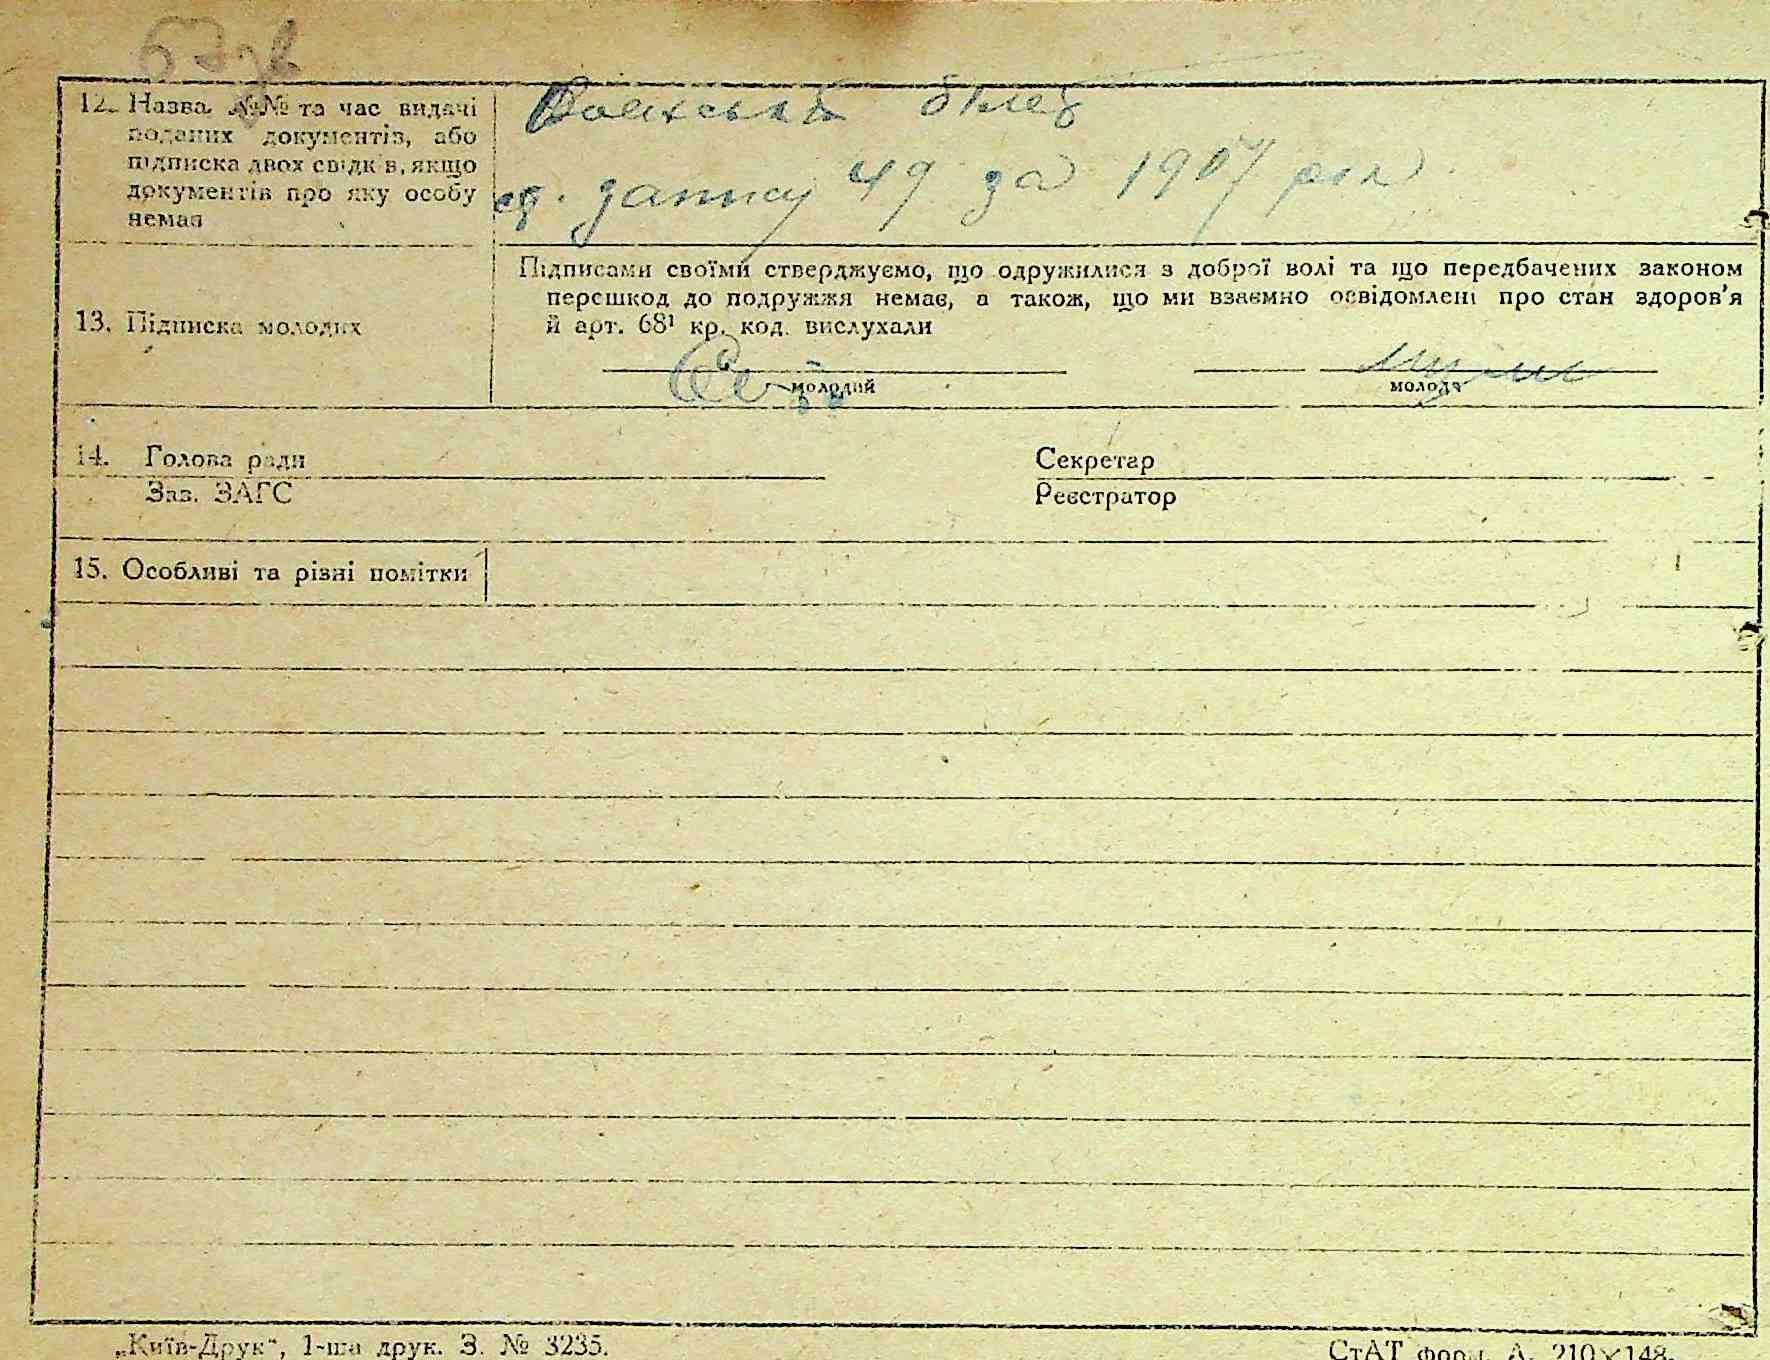 67зв
12. Назва №№ та час видачі
поданих документів, або
підписка двох свідків, якщо
документів про яку особу
немає
Воинський билет
запису 49 за 1907
13. Підписка молодих
Підписами своїми стверджуємо, що одружилися з доброї волі та що передбачених законом
перешкод до подружжя немає, а також, що ми взаємно освідомлені про стан здоров'я
й арт. 68¹ кр. код. вислухали
молодий молода
14. Голова ради Секретар
Зав. ЗАГС Реєстратор
15. Особливі та різні помітки
„Київ-Друк“, 1-ша друк. З. № 3235. СтАТ форм. А. 210×148.